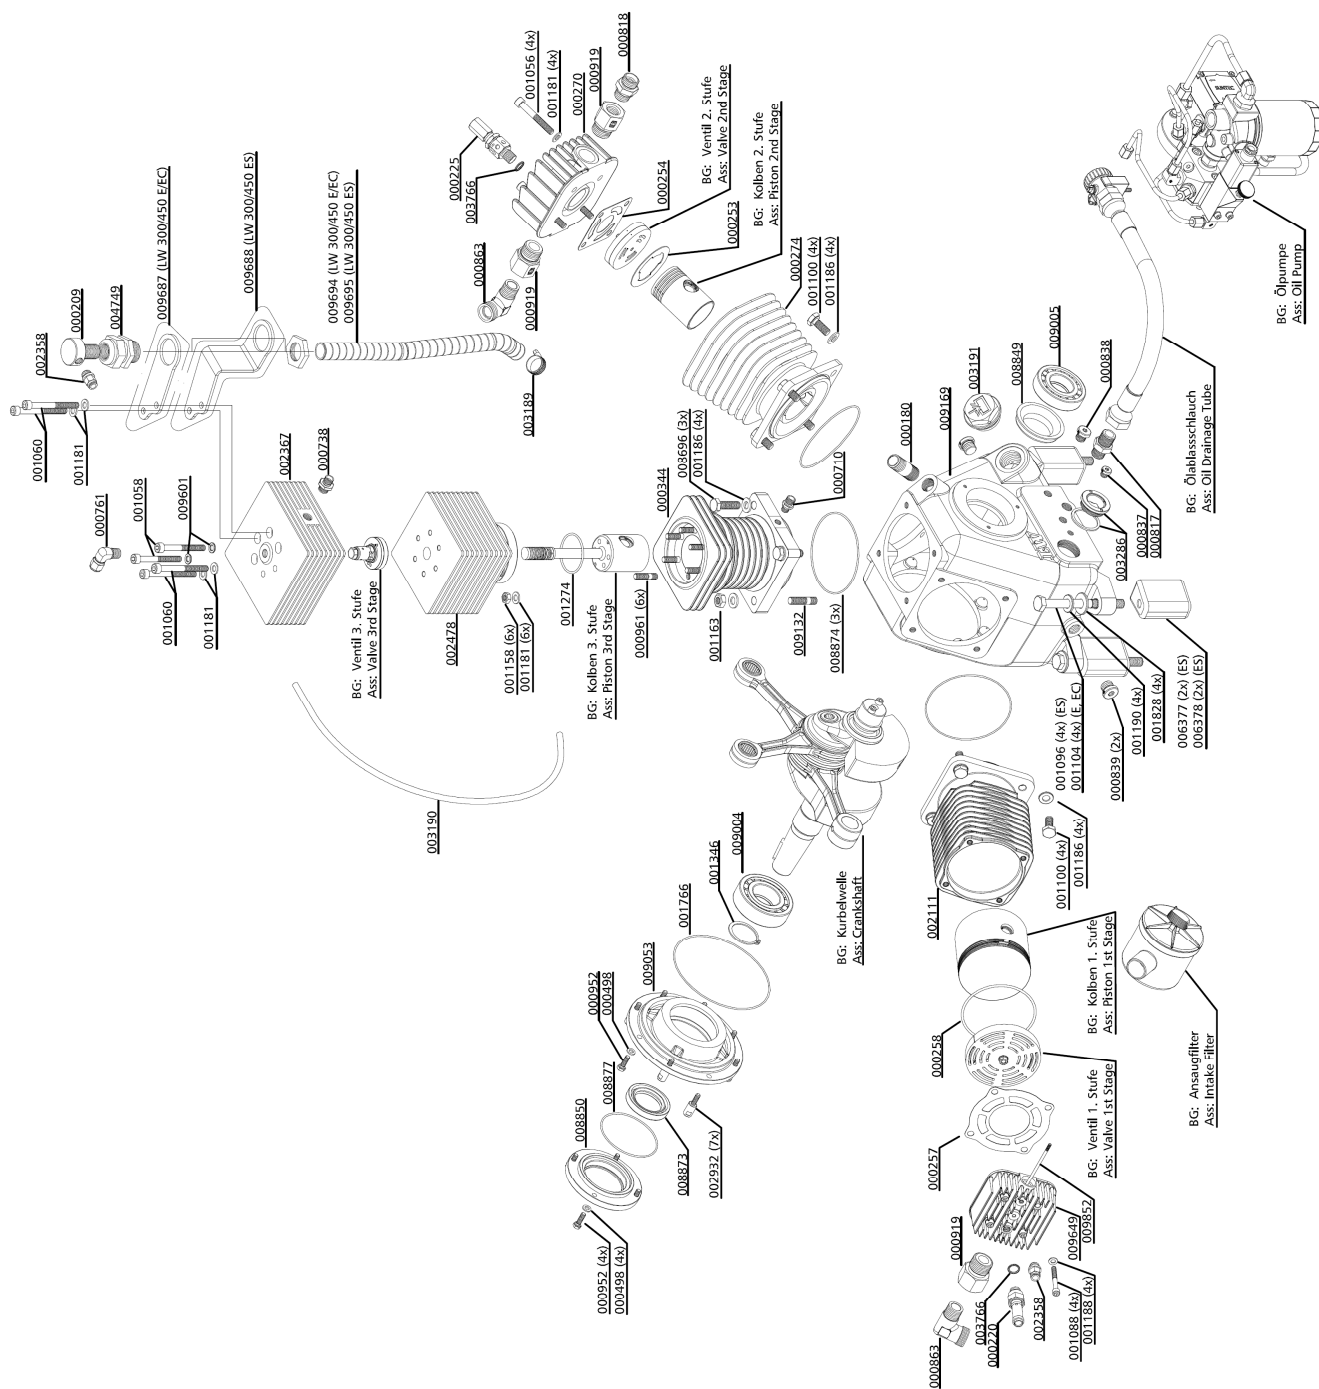 000818
000919
000270
001181 (4x)
001056 (4x)
000225
003766
000254
BG: Ventil 2. Stufe
Ass: Valve 2nd Stage
000253
BG: Kolben 2. Stufe
Ass: Piston 2nd Stage
000274
001100 (4x)
001186 (4x)
000863
000919
009687 (LW 300/450 E/EC)
009688 (LW 300/450 ES)
009694 (LW 300/450 E/EC)
009695 (LW 300/450 ES)
003189
000209
004749
002358
001060
001181
002367
000738
000761
001058
009601
001060
001181
BG: Ventil 3. Stufe
Ass: Valve 3rd Stage
002478
001158 (6x)
001181 (6x)
001274
BG: Kolben 3. Stufe
Ass: Piston 3rd Stage
000961 (6x)
000344
008696 (3x)
001186 (4x)
000710
001163
009132
008874 (3x)
000180
009169
003191
008849
009005
000838
BG: Ölablassschlauch
Ass: Oil Drainage Tube
000837
000817
003286
BG: Ölpumpe
Ass: Oil Pump
SUNTEC
003190
001096 (4x) (ES)
001104 (4x) (E, EC)
000839 (2x)
001190 (4x)
001828 (4x)
006377 (2x) (ES)
006378 (2x) (ES)
BG: Kurbelwelle
Ass: Crankshaft
009004
001346
001766
009053
000952
000498
008877
008850
008873
002932 (7x)
000952 (4x)
000498 (4x)
002111
001100 (4x)
001186 (4x)
BG: Kolben 1. Stufe
Ass: Piston 1st Stage
000258
BG: Ventil 1. Stufe
Ass: Valve 1st Stage
000257
BG: Ansaugfilter
Ass: Intake Filter
009852
009649
000919
003766
000220
002358
001088 (4x)
001188 (4x)
000863